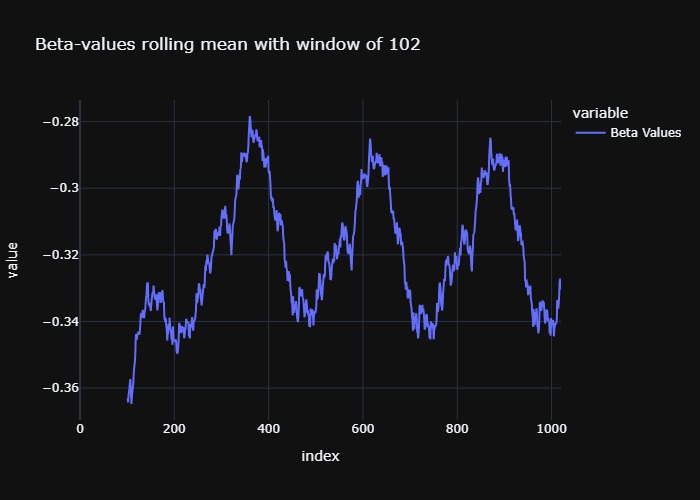 Beta-values rolling mean with window of 102
variable
Beta Values
−0.28
−0.3
−0.32
−0.34
−0.36
value
0
200
400
600
800
1000
index